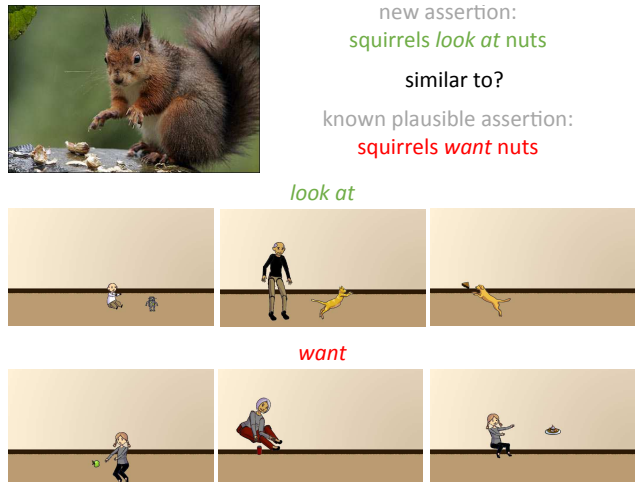 new assertion:
squirrels look at nuts
similar to?
known plausible assertion:
squirrels want nuts
look at
want